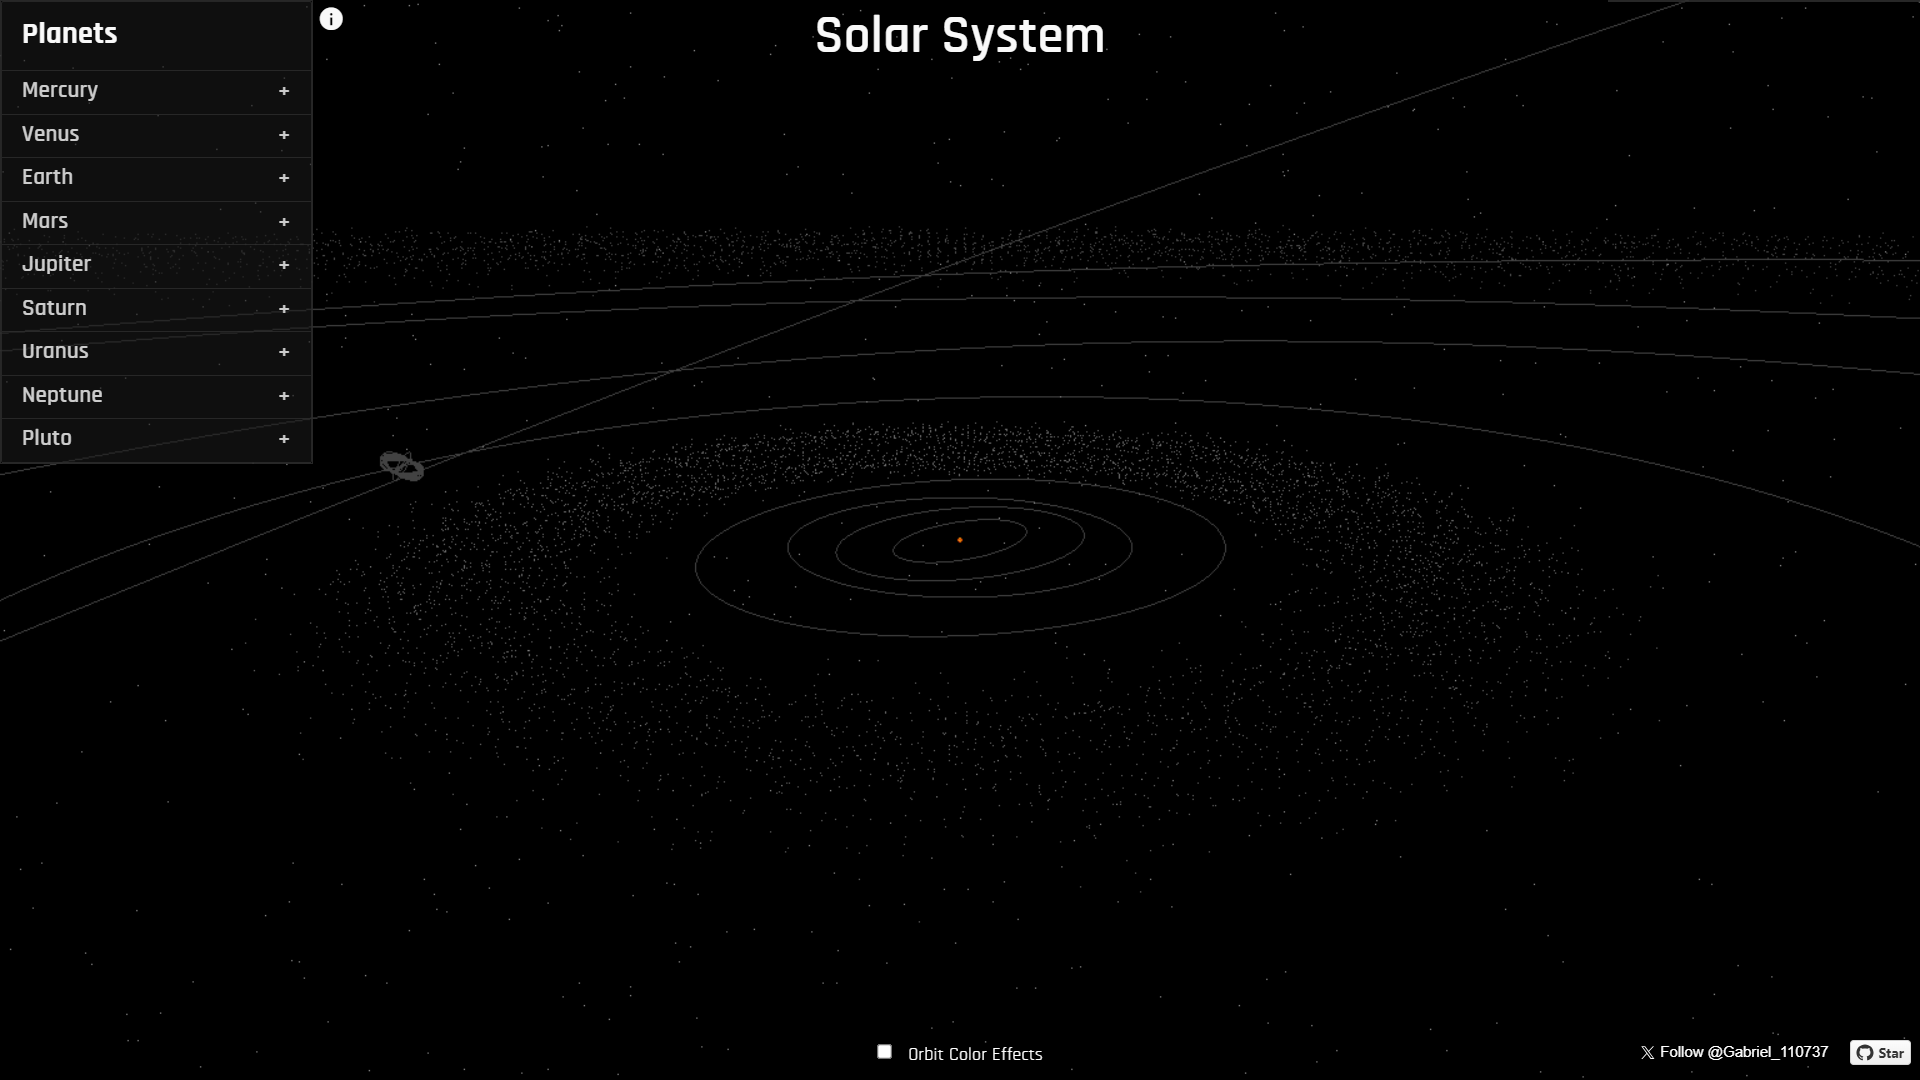 Solar System
Planets
Mercury +
Venus +
Earth +
Mars +
Jupiter +
Saturn +
Uranus +
Neptune +
Pluto +
Orbit Color Effects
Follow @Gabriel_110737
Star